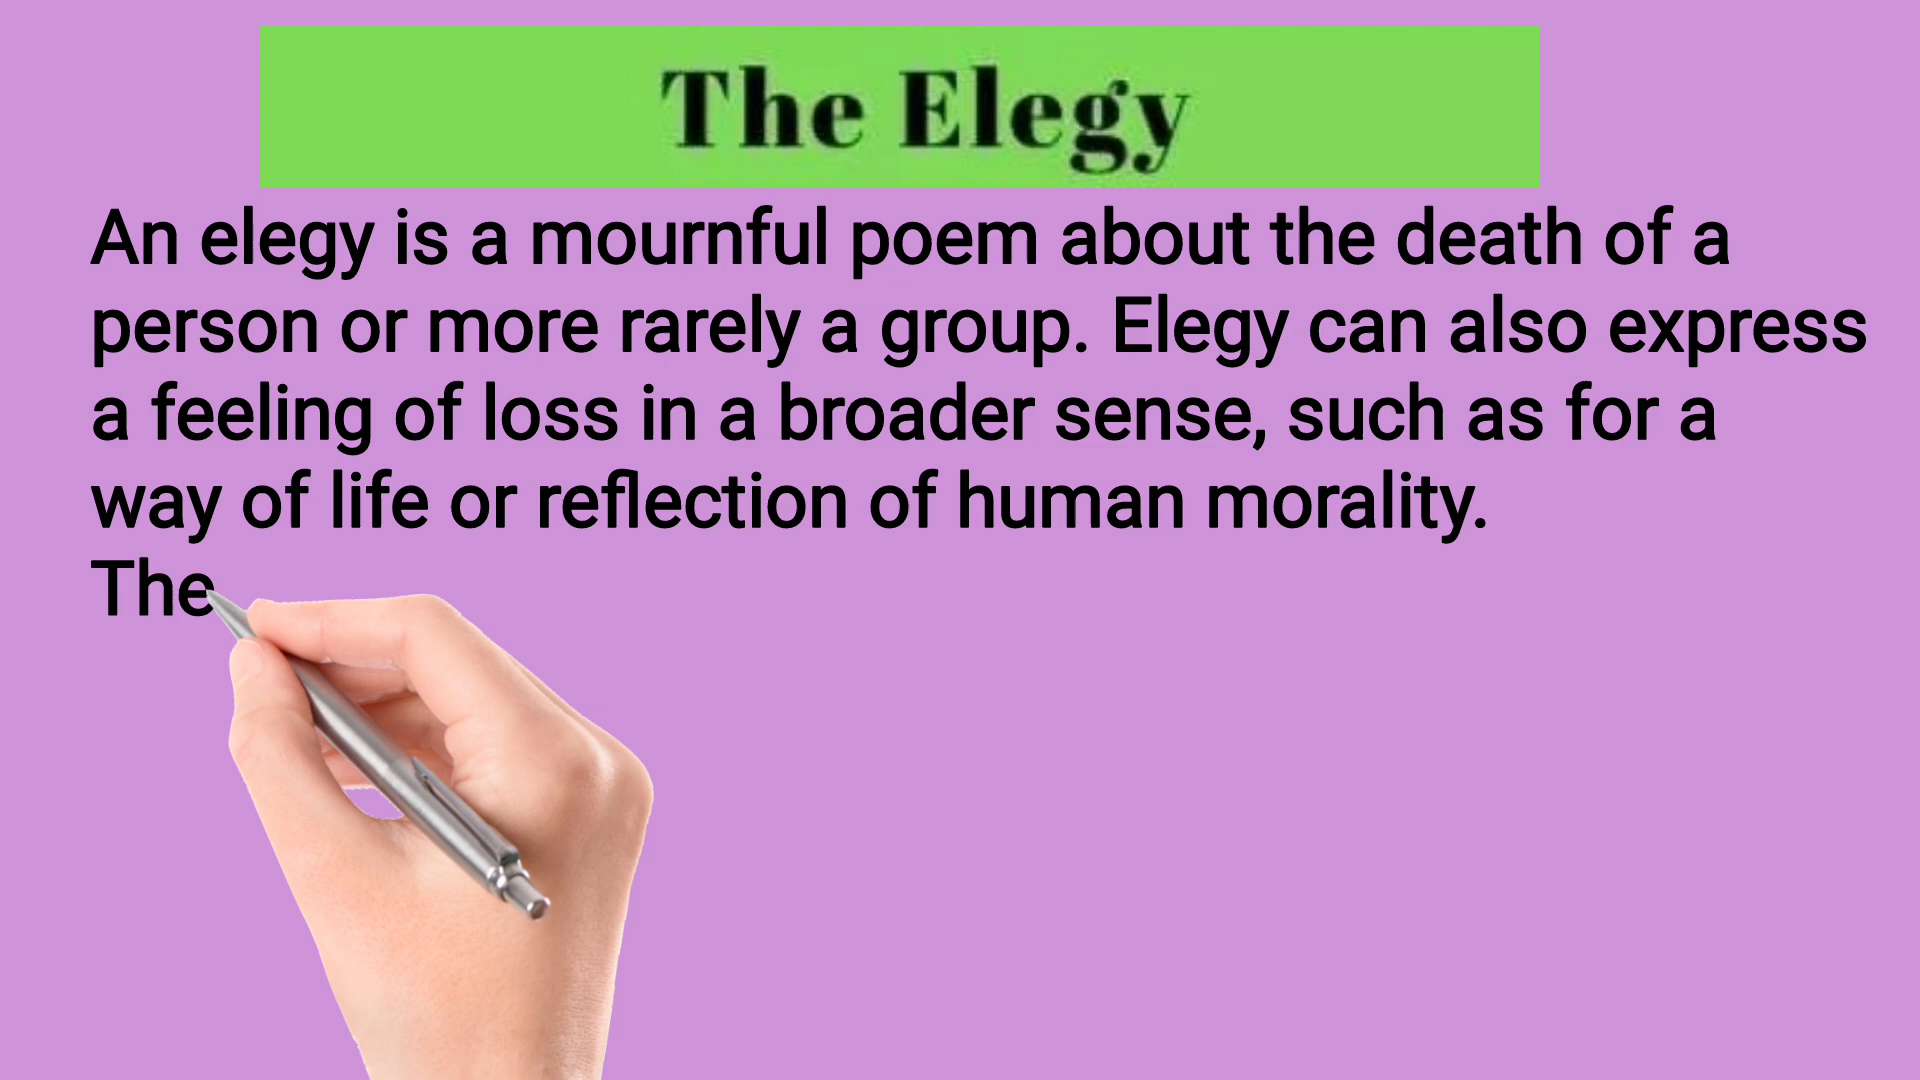 The Elegy
An elegy is a mournful poem about the death of a
person or more rarely a group. Elegy can also express
a feeling of loss in a broader sense, such as for a
way of life or reflection of human morality.
The